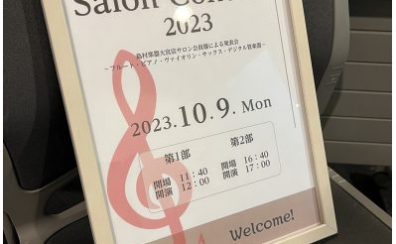 Salon Con
2023
島村楽器大宮店サロン会員様による発表会
～フルート・ピアノ・ヴァイオリン・サックス・デジタル管楽器～
2023.10.9. Mon
第1部 第2部
開場 11:40 開場 16:40
開演 12:00 開演 17:00
Welcome!